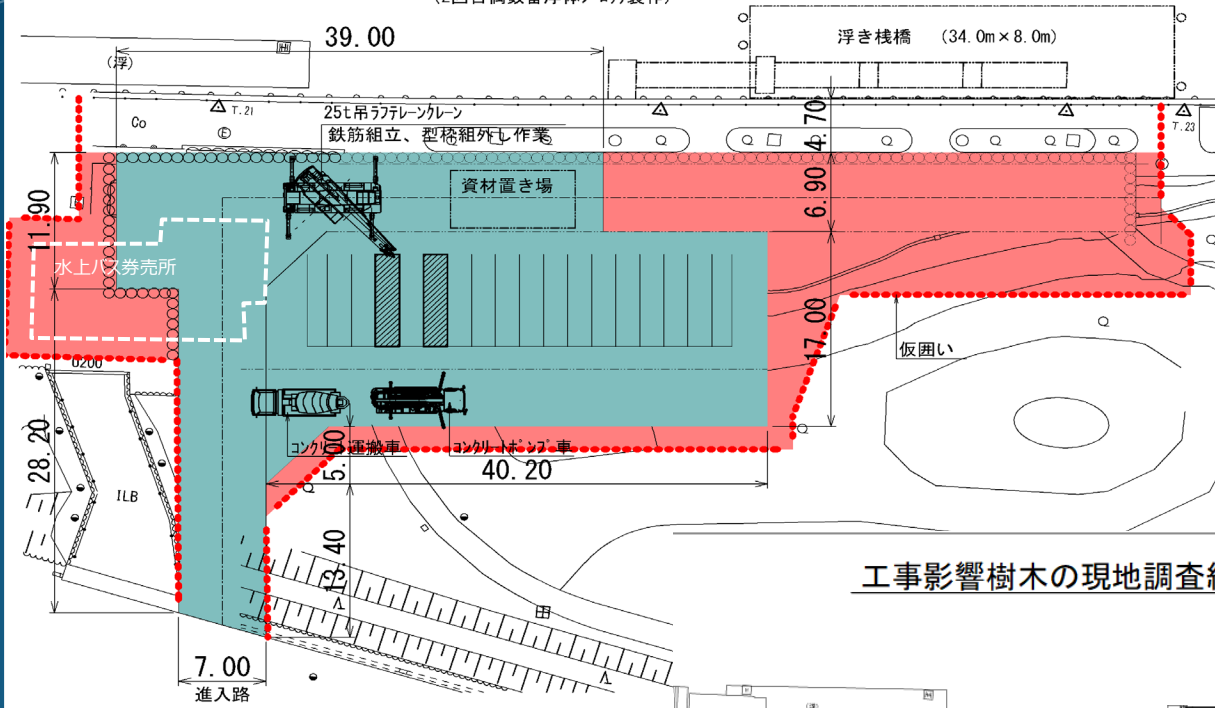 39.00
浮き桟橋 (34.0m×8.0m)
(浮)
T.21
Co
E
25t吊ラフテレーンクレーン
鉄筋組立、型枠組外し作業
4.70
T.23
11.90
資材置き場
6.90
水上バス券売所
17.00
仮囲い
U200
コンクリート運搬車
コンクリートポンプ車
5.00
40.20
28.20
ILB
13.40
工事影響樹木の現地調査
7.00
進入路